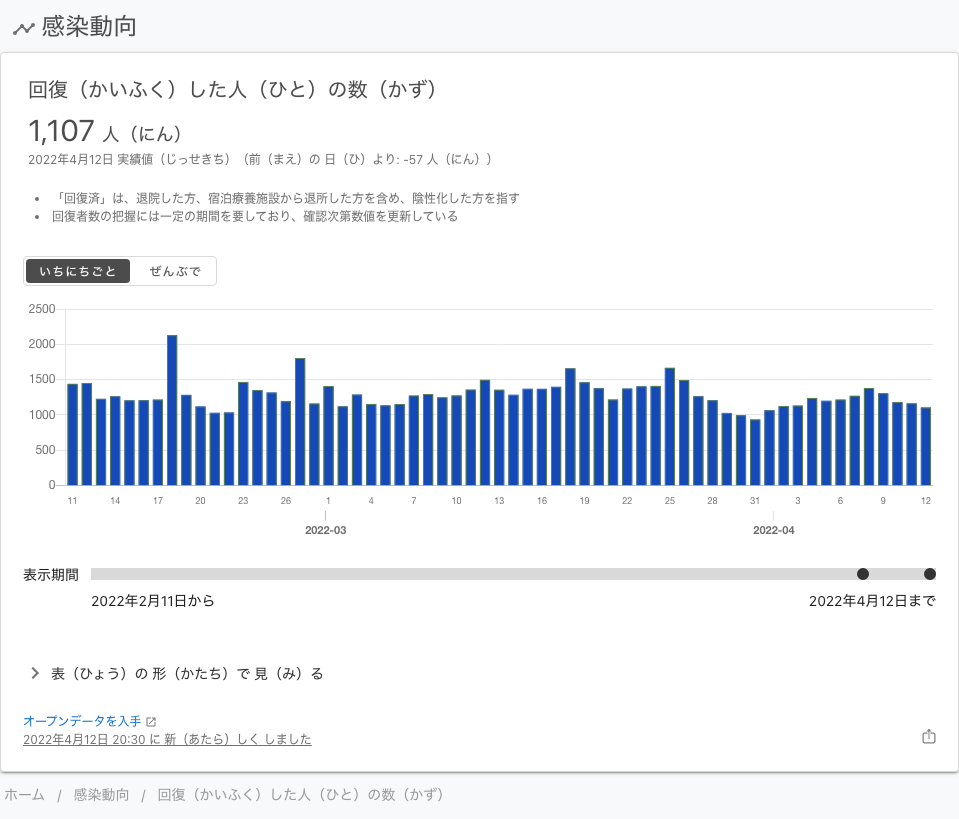 感染動向
回復（かいふく）した人（ひと）の数（かず）
1,107 人（にん）
2022年4月12日 実績値（じっせきち）（前（まえ）の 日（ひ）より: -57 人（にん））
• 「回復済」は、退院した方、宿泊療養施設から退所した方を含め、陰性化した方を指す
• 回復者数の把握には一定の期間を要しており、確認次第数値を更新している
いちにちごと ぜんぶで
2500
2000
1500
1000
500
0
11 14 17 20 23 26 1 4 7 10 13 16 19 22 25 28 31 3 6 9 12
2022-03 2022-04
表示期間
2022年2月11日から 2022年4月12日まで
表（ひょう）の 形（かたち）で 見（み）る
オープンデータを入手
2022年4月12日 20:30 に 新（あたら）しく しました
ホーム / 感染動向 / 回復（かいふく）した人（ひと）の数（かず）